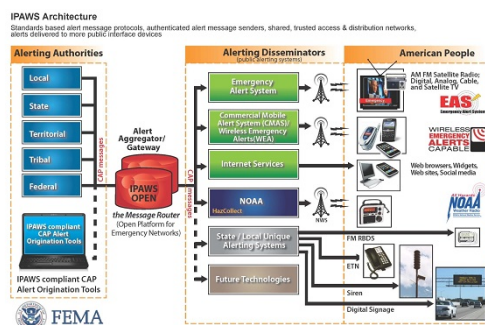 IPAWS Architecture
Standards based alert message protocols, authenticated alert message senders, shared, trusted access & distribution networks,
alerts delivered to more public interface devices
Alerting Authorities
Local
State
Territorial
Tribal
Federal
IPAWS compliant
CAP Alert
Origination Tools
IPAWS compliant CAP
Alert Origination Tools
CAP messages
Alert
Aggregator/
Gateway
IPAWS
OPEN
the Message Router
(Open Platform for
Emergency Networks)
CAP messages
Alerting Disseminators
(public alerting systems)
Emergency
Alert System
Commercial Mobile
Alert System (CMAS)/
Wireless Emergency
Alerts(WEA)
Internet Services
NOAA
HazCollect
NWS
State / Local Unique
Alerting Systems
Future Technologies
American People
AM FM Satellite Radio;
Digital, Analog, Cable,
and Satellite TV
Emergency
EAS
Emergency Alert System
WIRELESS
EMERGENCY
ALERTS
CAPABLE
Web browsers, Widgets,
Web sites, Social media
NOAA
FM RBDS
ETN
Siren
Digital Signage
FEMA